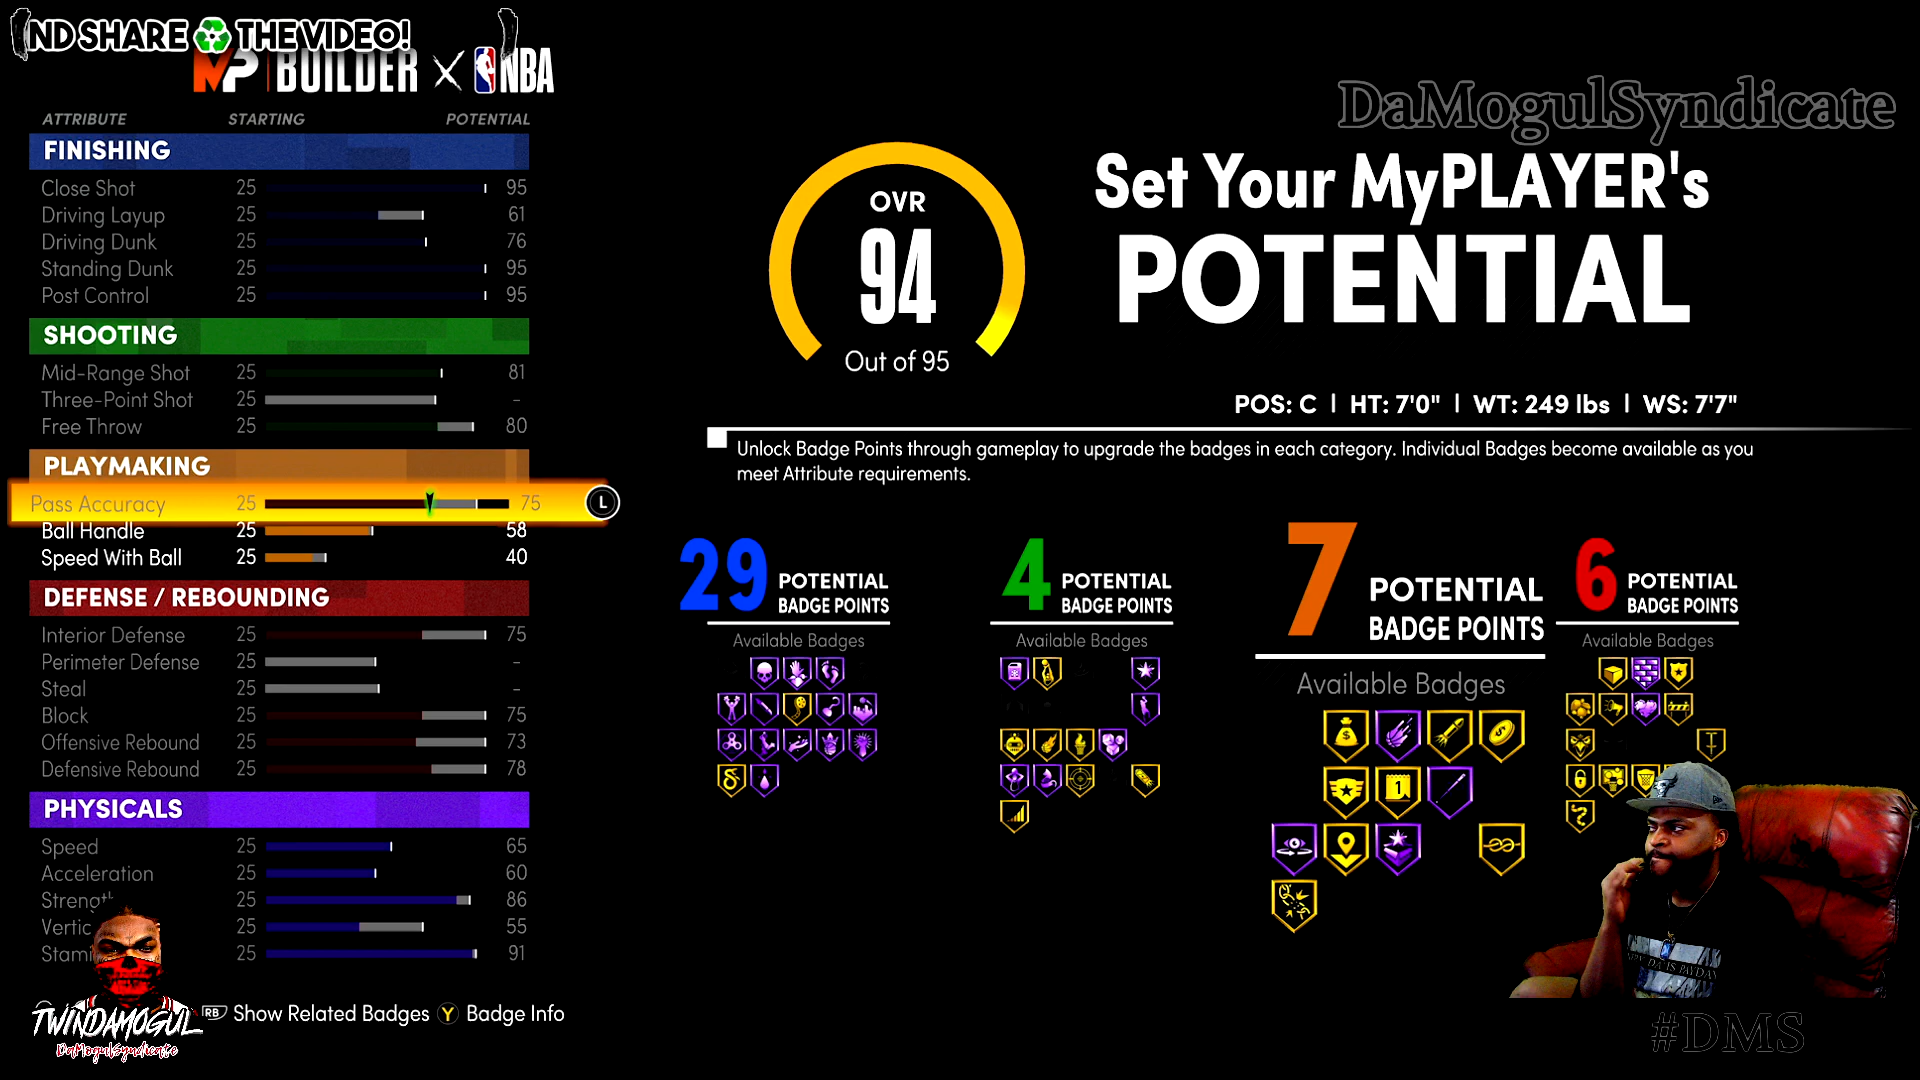 ND SHARE THE VIDEO!
MP BUILDER X NBA
DaMogulSyndicate
ATTRIBUTE STARTING POTENTIAL
FINISHING
Close Shot 25 95
Driving Layup 25 61
Driving Dunk 25 76
Standing Dunk 25 95
Post Control 25 95
SHOOTING
Mid-Range Shot 25 81
Three-Point Shot 25 -
Free Throw 25 80
PLAYMAKING
Pass Accuracy 25 75 L
Ball Handle 25 58
Speed With Ball 25 40
DEFENSE / REBOUNDING
Interior Defense 25 75
Perimeter Defense 25 -
Steal 25 -
Block 25 75
Offensive Rebound 25 73
Defensive Rebound 25 78
PHYSICALS
Speed 25 65
Acceleration 25 60
Strength 25 86
Vertic 25 55
Stami 25 91
RB Show Related Badges Y Badge Info
TWINDAMOGUL
DaMogulSyndicate
OVR
94
Out of 95
Set Your MyPLAYER's
POTENTIAL
POS: C | HT: 7'0" | WT: 249 lbs | WS: 7'7"
Unlock Badge Points through gameplay to upgrade the badges in each category. Individual Badges become available as you
meet Attribute requirements.
29 POTENTIAL
BADGE POINTS
Available Badges
4 POTENTIAL
BADGE POINTS
Available Badges
7 POTENTIAL
BADGE POINTS
Available Badges
6 POTENTIAL
BADGE POINTS
Available Badges
#DMS